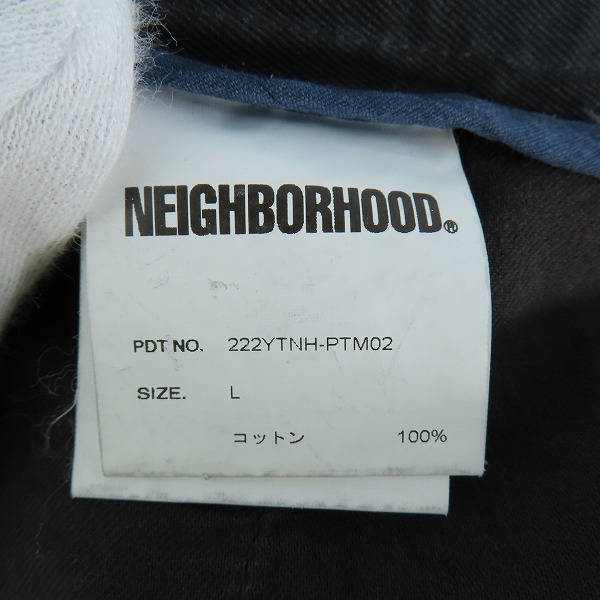 NEIGHBORHOOD®
PDT NO. 222YTNH-PTM02
SIZE. L
コットン 100%